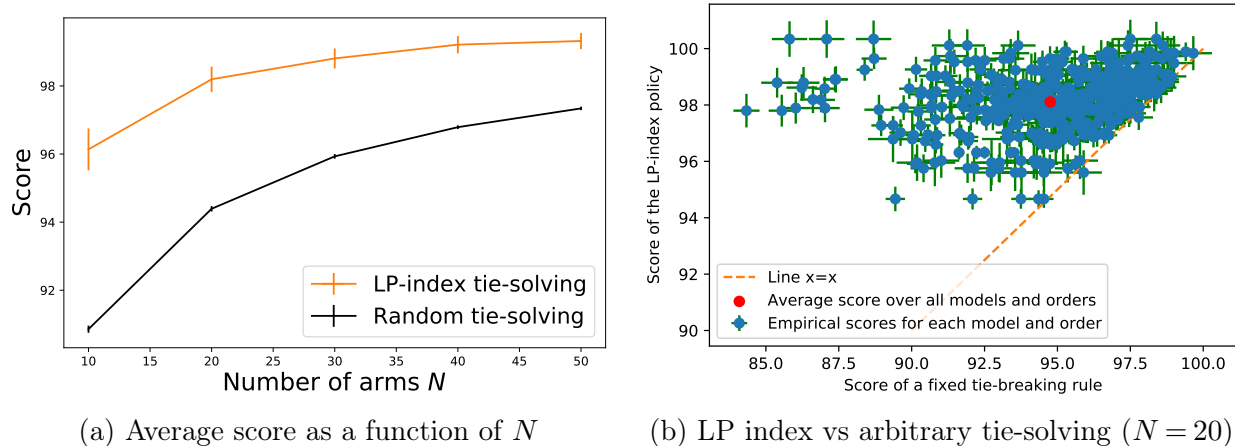 98
96
94
92
Score
10
15
20
25
30
35
40
45
50
Number of arms N
LP-index tie-solving
Random tie-solving
(a) Average score as a function of N
100
98
96
94
92
90
Score of the LP-index policy
85.0
87.5
90.0
92.5
95.0
97.5
100.0
Score of a fixed tie-breaking rule
Line x=x
Average score over all models and orders
Empirical scores for each model and order
(b) LP index vs arbitrary tie-solving (N = 20)